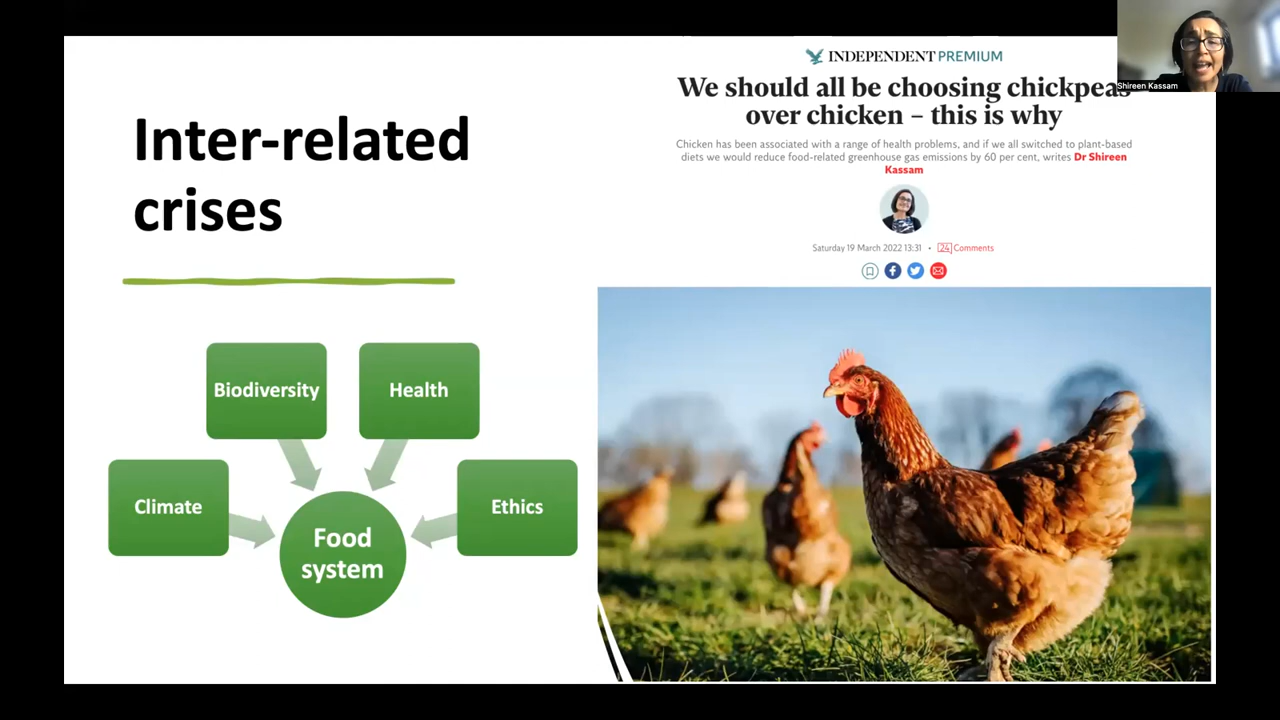 Inter-related
crises
Biodiversity
Health
Climate
Ethics
Food
system
INDEPENDENT PREMIUM
We should all be choosing chickpeas
over chicken – this is why
Chicken has been associated with a range of health problems, and if we all switched to plant-based
diets we would reduce food-related greenhouse gas emissions by 60 per cent, writes Dr Shireen
Kassam
Saturday 19 March 2022 13:31 • 24 Comments
Shireen Kassam